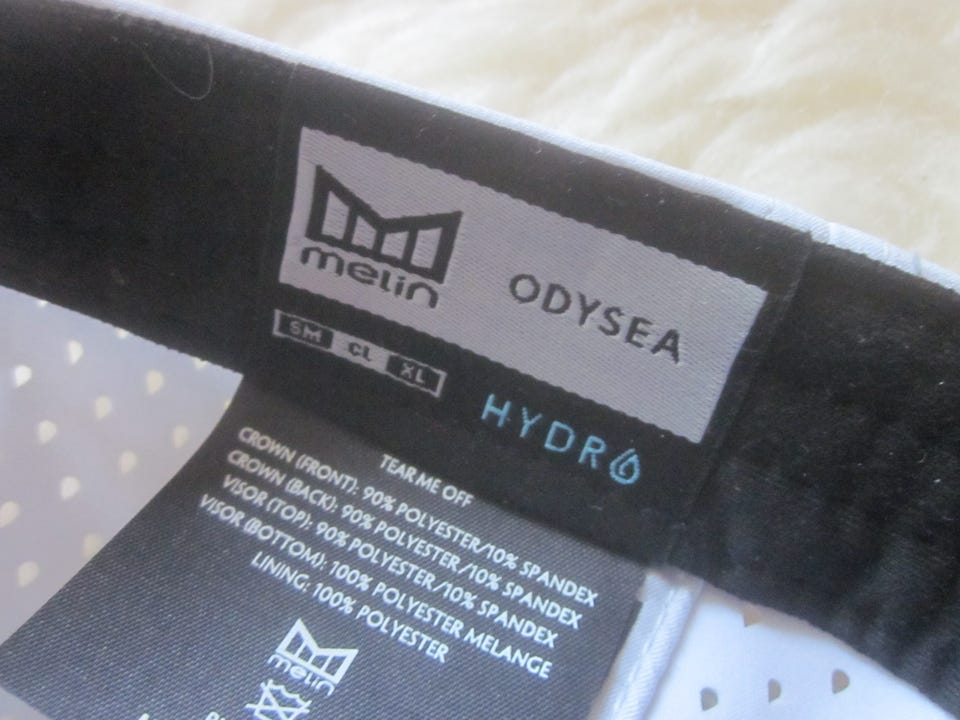 melin
ODYSEA
SM CL XL
HYDRO
TEAR ME OFF
CROWN (FRONT): 90% POLYESTER/10% SPANDEX
CROWN (BACK): 90% POLYESTER/10% SPANDEX
VISOR (TOP): 90% POLYESTER/10% SPANDEX
VISOR (BOTTOM): 100% POLYESTER MELANGE
LINING: 100% POLYESTER
melin